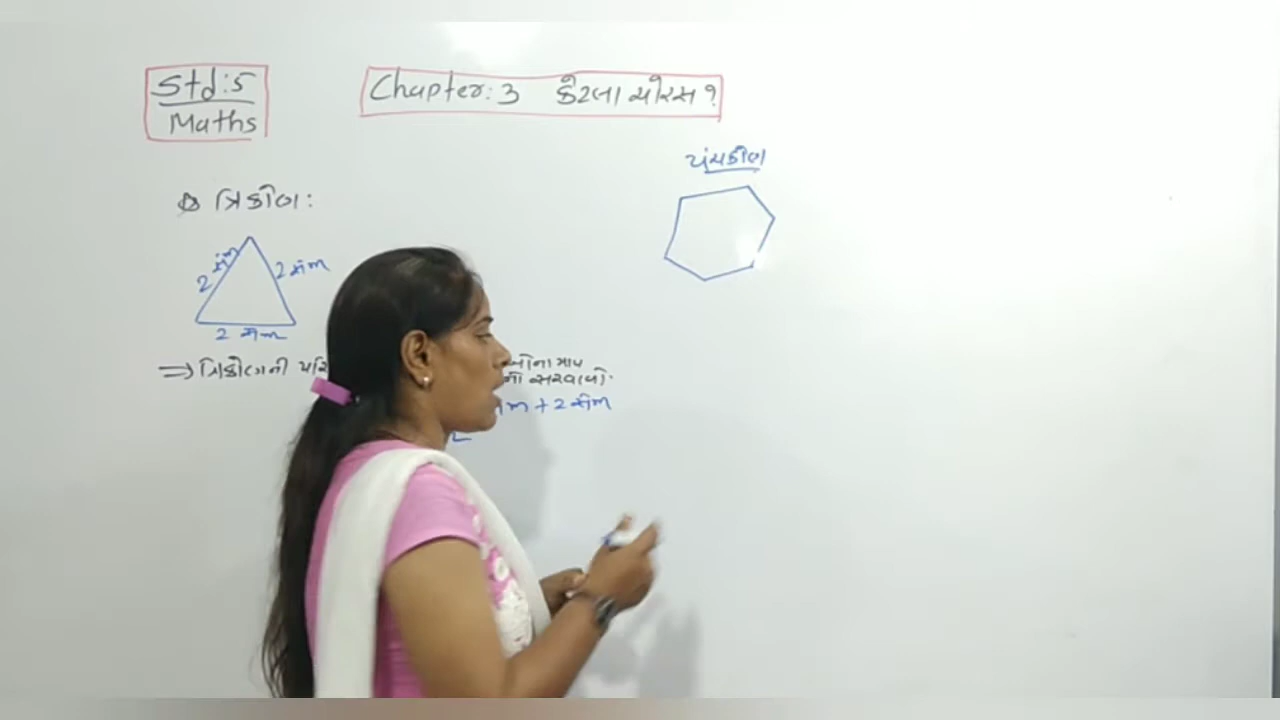 Std:5
Maths
Chapter: 3 કેટલા ચોરસ ?
પંચકોણ
ત્રિકોણ:
2 સેમ
2 સેમ
2 સેમ
⇒ ત્રિકોણની માપ
સરવાળો.
+ 2 સેમ